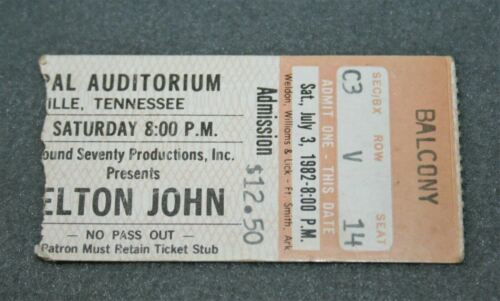 PAL AUDITORIUM
ILLE, TENNESSEE
SATURDAY 8:00 P.M.
ound Seventy Productions, Inc.
Presents
ELTON JOHN
— NO PASS OUT —
Patron Must Retain Ticket Stub
Admission
$12.50
Weldon, Williams & Lick - Ft. Smith, Ark
Sat., July 3, 1982-8:00 P.M.
ADMIT ONE - THIS DATE
C3 V 14
SEC/BX ROW SEAT
BALCONY